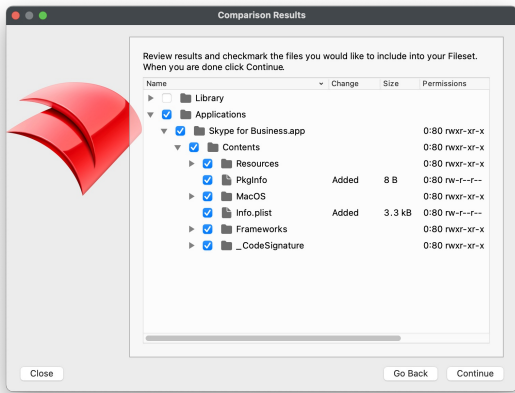 Comparison Results
Review results and checkmark the files you would like to include into your Fileset.
When you are done click Continue.
Name Change Size Permissions
Library
Applications
Skype for Business.app 0:80 rwxr-xr-x
Contents 0:80 rwxr-xr-x
Resources 0:80 rwxr-xr-x
PkgInfo Added 8 B 0:80 rw-r--r--
MacOS 0:80 rwxr-xr-x
Info.plist Added 3.3 kB 0:80 rw-r--r--
Frameworks 0:80 rwxr-xr-x
_CodeSignature 0:80 rwxr-xr-x
Close Go Back Continue